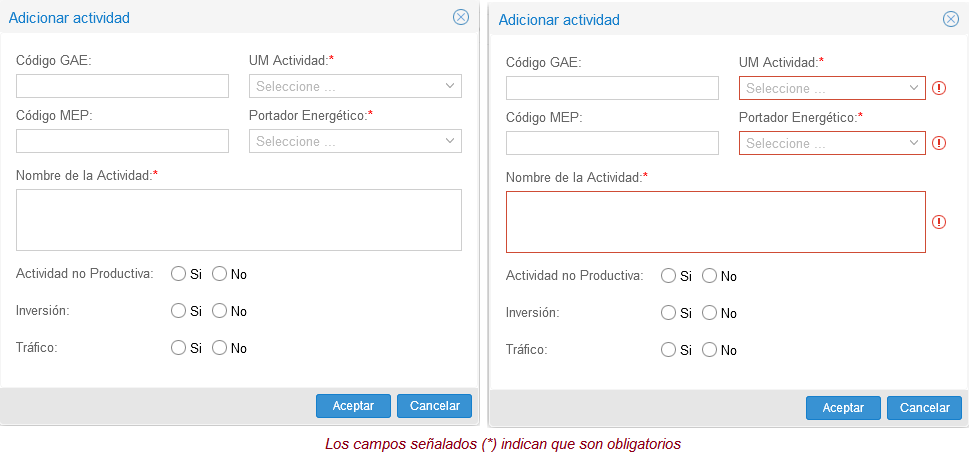 Adicionar actividad
Código GAE: UM Actividad:*
Seleccione ...
Código MEP: Portador Energético:*
Seleccione ...
Nombre de la Actividad:*
Actividad no Productiva: Si No
Inversión: Si No
Tráfico: Si No
Aceptar Cancelar
Adicionar actividad
Código GAE: UM Actividad:*
Seleccione ...
Código MEP: Portador Energético:*
Seleccione ...
Nombre de la Actividad:*
Actividad no Productiva: Si No
Inversión: Si No
Tráfico: Si No
Aceptar Cancelar
Los campos señalados (*) indican que son obligatorios